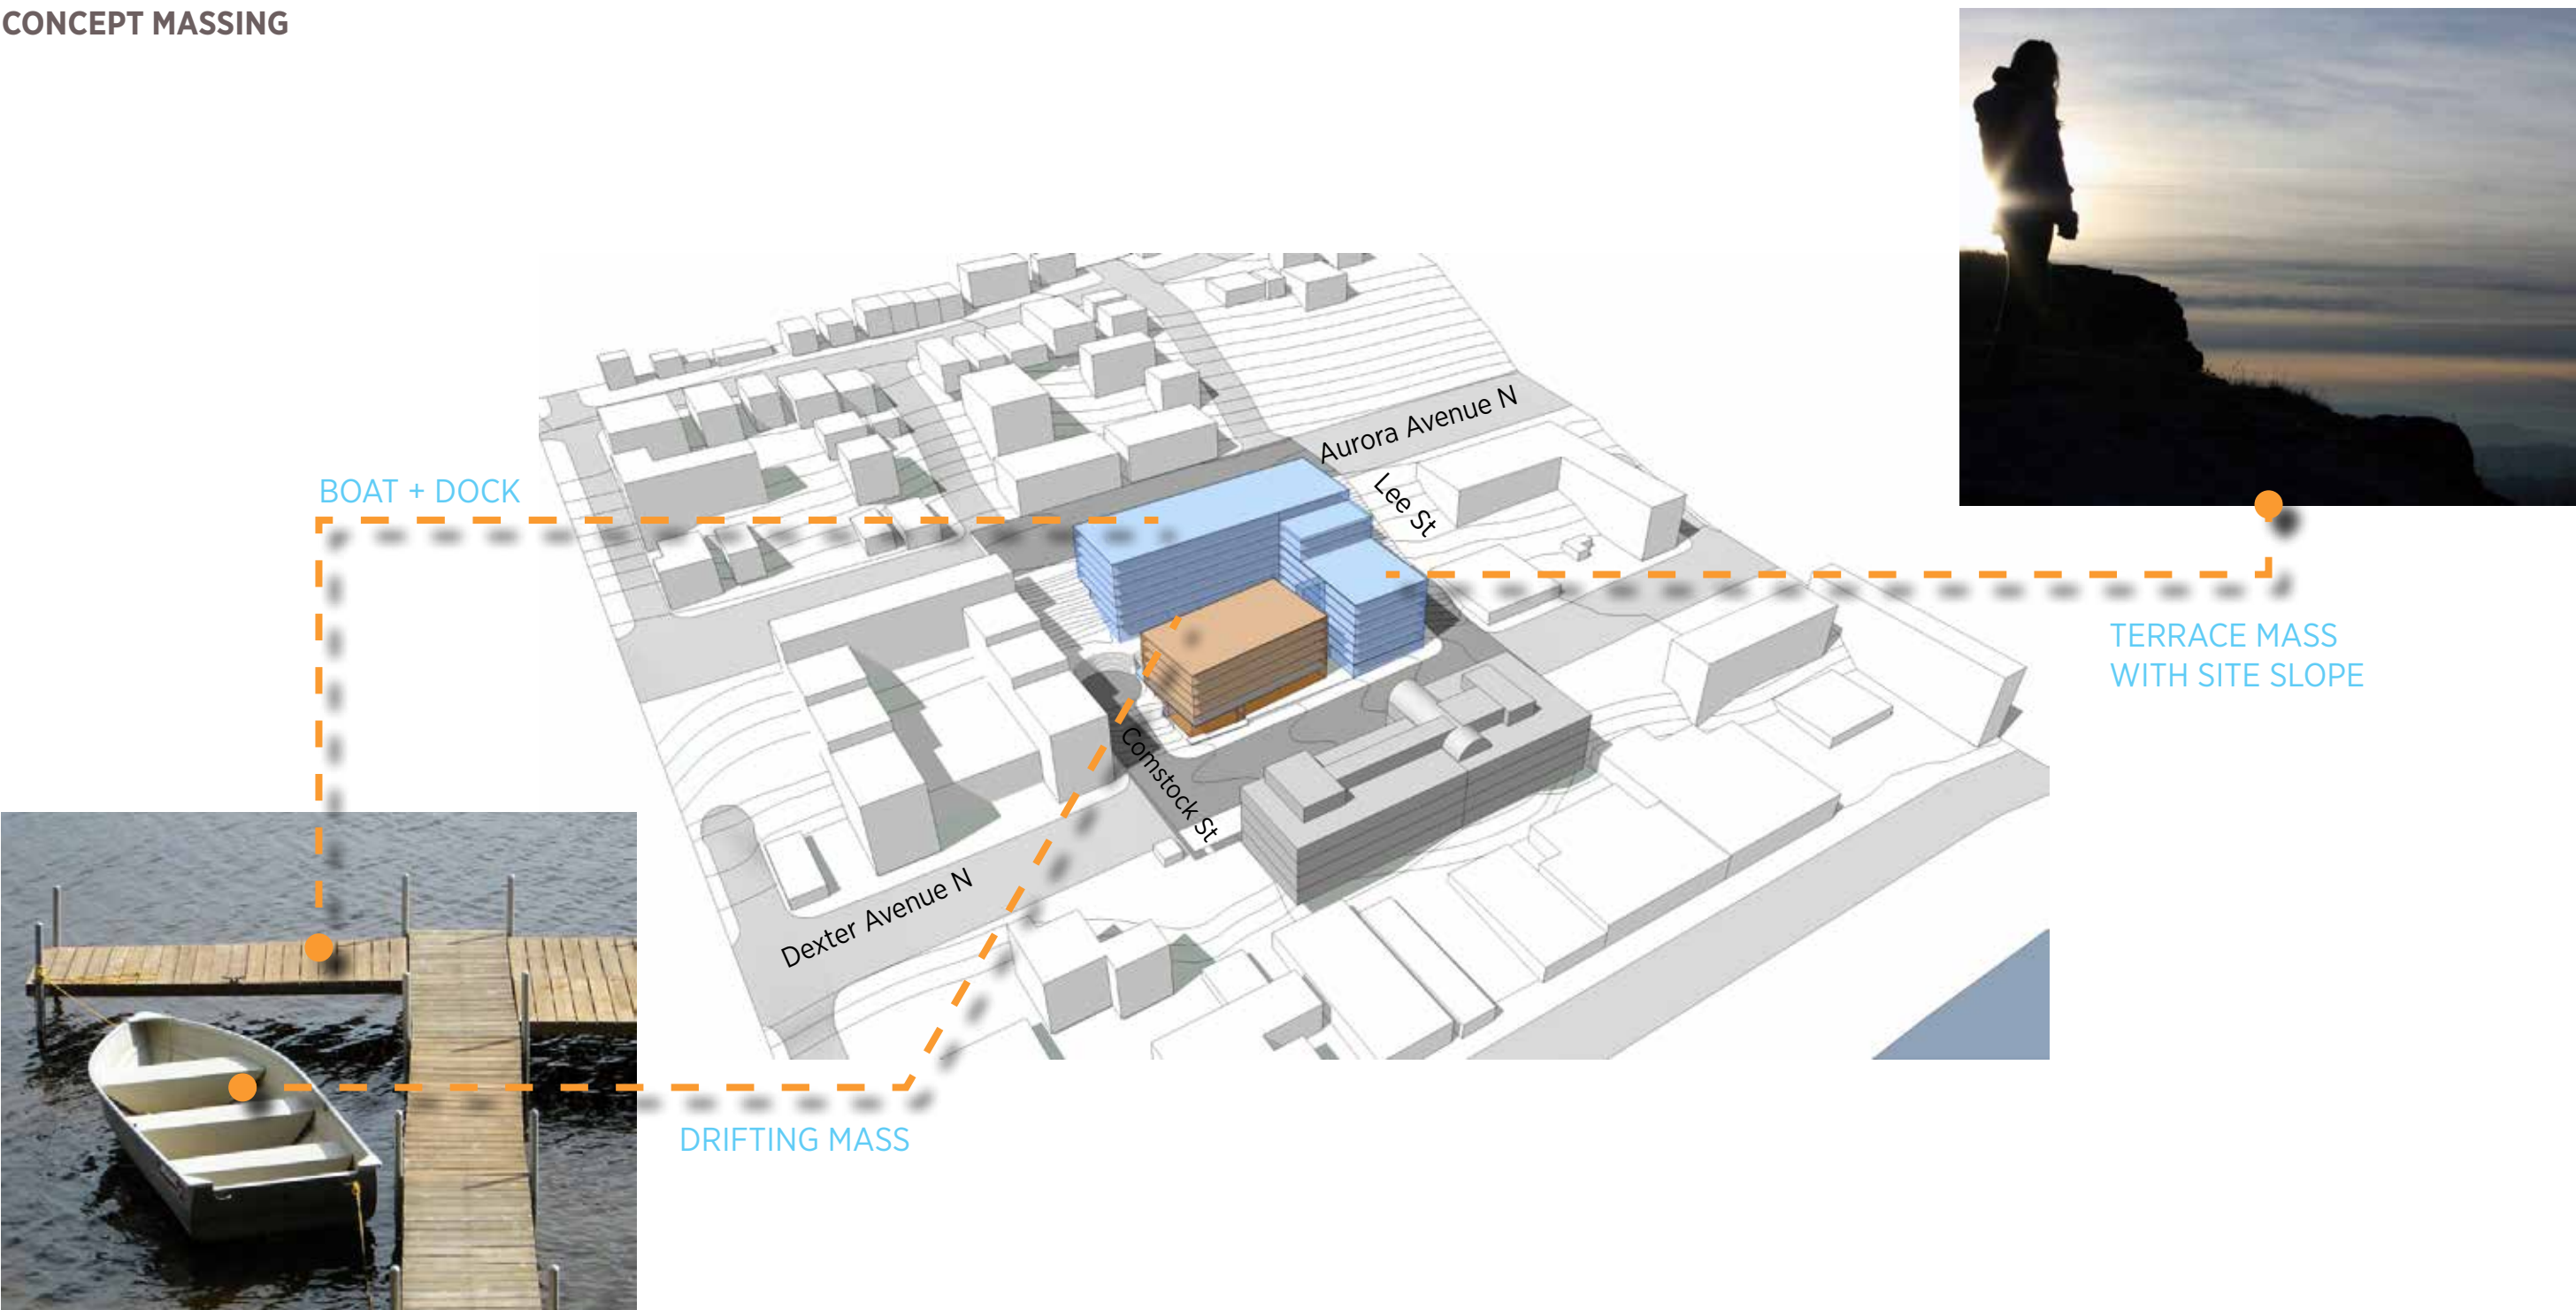 CONCEPT MASSING
Aurora Avenue N
Lee St
BOAT + DOCK
TERRACE MASS
WITH SITE SLOPE
Comstock St
Dexter Avenue N
DRIFTING MASS